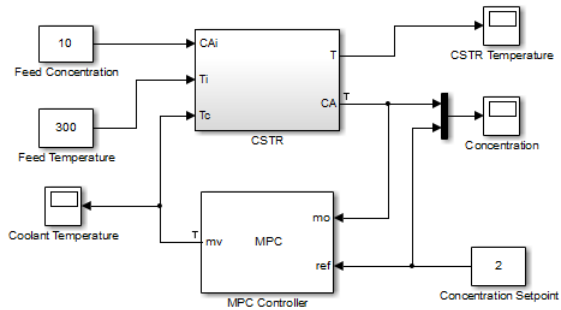 10
Feed Concentration
300
Feed Temperature
CAi
Ti
Tc
T
CA
T
CSTR
CSTR Temperature
Concentration
Coolant Temperature
T
mv
MPC
mo
ref
MPC Controller
2
Concentration Setpoint